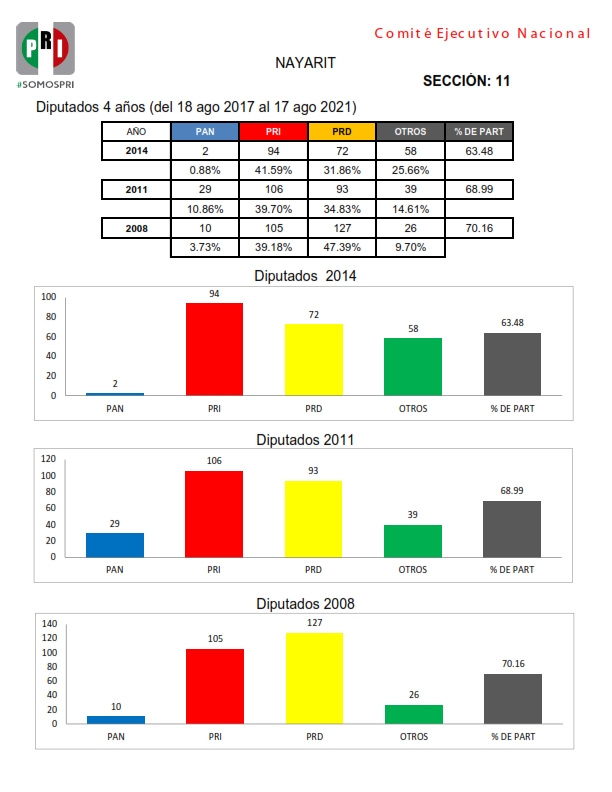 Comité Ejecutivo Nacional
PRI
#SOMOSPRI
NAYARIT
SECCIÓN: 11
Diputados 4 años (del 18 ago 2017 al 17 ago 2021)
AÑO PAN PRI PRD OTROS % DE PART
2014 2 94 72 58 63.48
0.88% 41.59% 31.86% 25.66%
2011 29 106 93 39 68.99
10.86% 39.70% 34.83% 14.61%
2008 10 105 127 26 70.16
3.73% 39.18% 47.39% 9.70%
Diputados 2014
100
80
60
40
20
0
2 94 72 58 63.48
PAN PRI PRD OTROS % DE PART
Diputados 2011
120
100
80
60
40
20
0
29 106 93 39 68.99
PAN PRI PRD OTROS % DE PART
Diputados 2008
140
120
100
80
60
40
20
0
10 105 127 26 70.16
PAN PRI PRD OTROS % DE PART